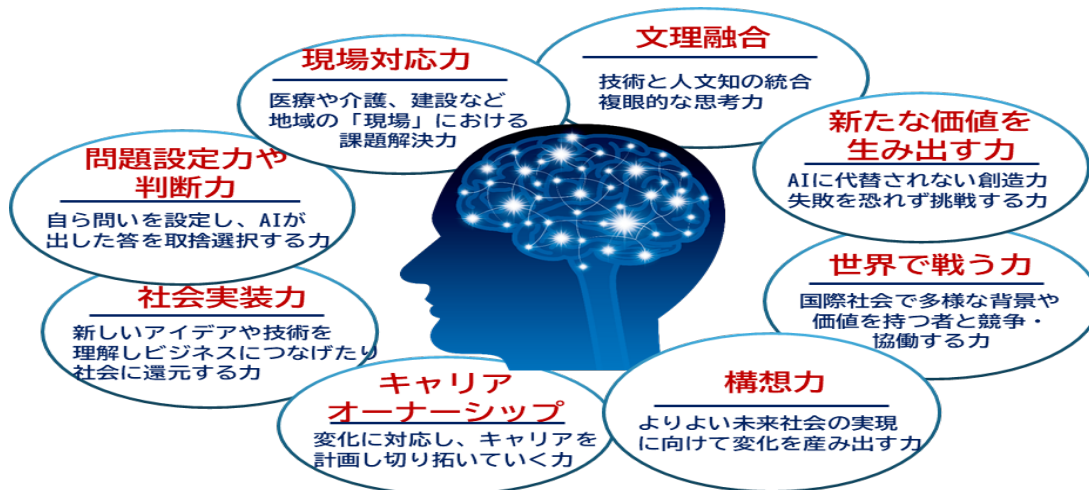 文理融合
技術と人文知の統合
複眼的な思考力
新たな価値を
生み出す力
AIに代替されない創造力
失敗を恐れず挑戦する力
世界で戦う力
国際社会で多様な背景や
価値を持つ者と競争・
協働する力
構想力
よりよい未来社会の実現
に向けて変化を産み出す力
キャリア
オーナーシップ
変化に対応し、キャリアを
計画し切り拓いていく力
社会実装力
新しいアイデアや技術を
理解しビジネスにつなげたり
社会に還元する力
問題設定力や
判断力
自ら問いを設定し、AIが
出した答を取捨選択する力
現場対応力
医療や介護、建設など
地域の「現場」における
課題解決力